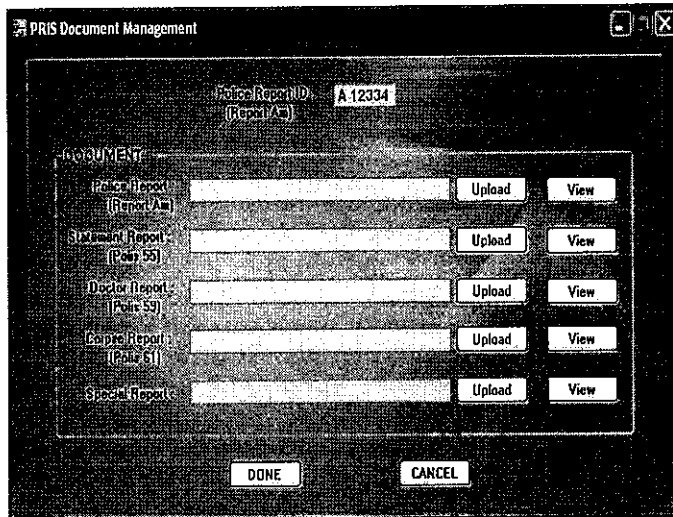 PRiS Document Management
Police Report ID :
(Report Am)
A-12334
DOCUMENT
Police Report :
(Report Am)
Upload
View
Statement Report :
(Polis 55)
Upload
View
Doctor Report :
(Polis 59)
Upload
View
Corpse Report :
(Polis 61)
Upload
View
Special Report :
Upload
View
DONE
CANCEL